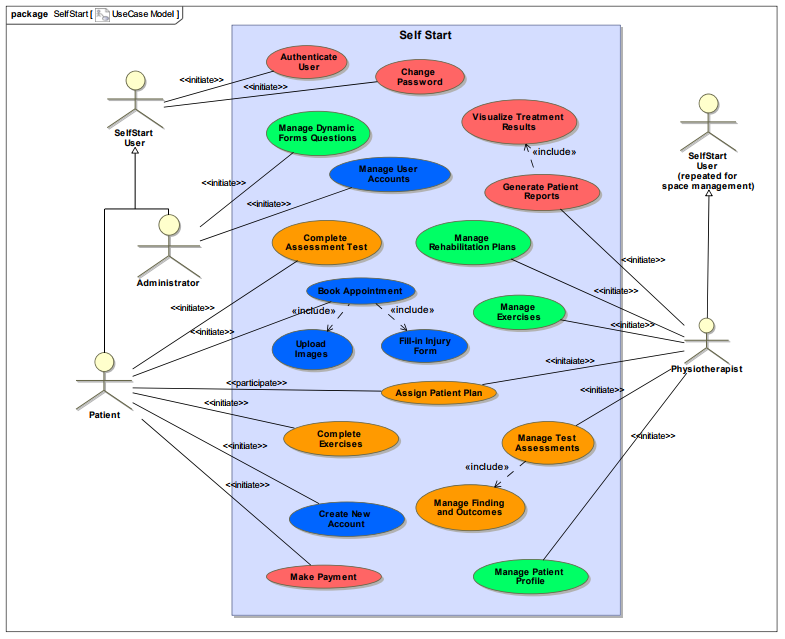 package SelfStart [ UseCase Model ]
Self Start
Authenticate
User
<<initiate>>
Change
Password
<<initiate>>
SelfStart
User
Manage Dynamic
Forms Questions
Visualize Treatment
Results
«include»
SelfStart
User
(repeated for
space management)
Manage User
Accounts
<<initiate>>
Generate Patient
Reports
<<initiate>>
Administrator
Complete
Assessment Test
Manage
Rehabilitation Plans
<<initiate>>
Book Appointment
<<initiate>>
<<initiate>>
«include»
«include»
Manage
Exercises
<<initiate>>
<<initiate>>
Upload
Images
Fill-in Injury
Form
<<initaiate>>
Physiotherapist
Patient
<<participate>>
Assign Patient Plan
<<initiate>>
<<initiate>>
Complete
Exercises
Manage Test
Assessments
<<initiate>>
<<initiate>>
«include»
<<initiate>>
Manage Finding
and Outcomes
Create New
Account
Make Payment
Manage Patient
Profile